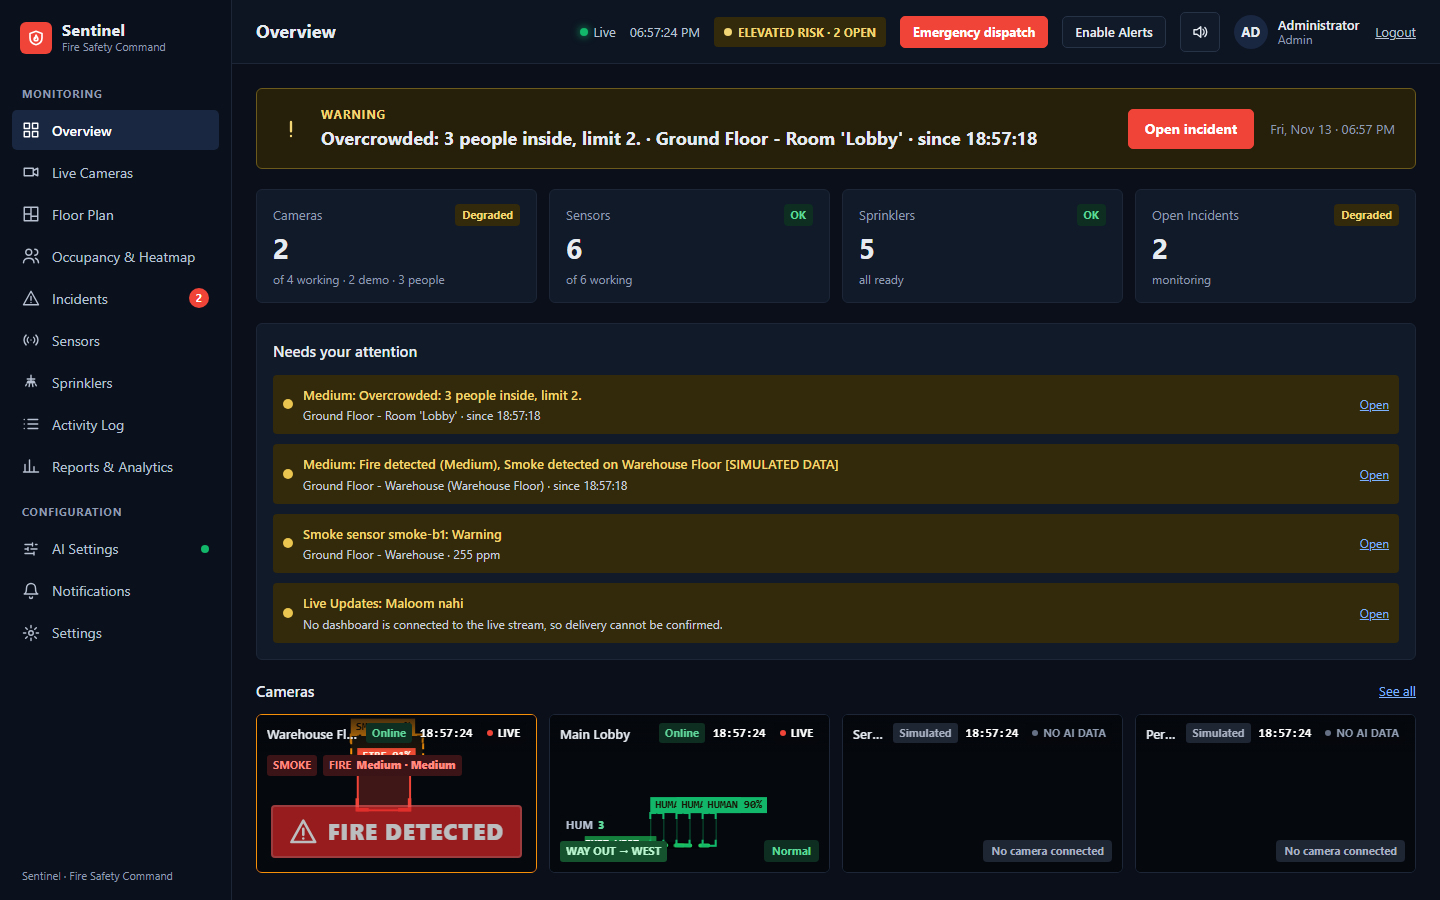 Sentinel
Fire Safety Command
MONITORING
Overview
Live Cameras
Floor Plan
Occupancy & Heatmap
Incidents
2
Sensors
Sprinklers
Activity Log
Reports & Analytics
CONFIGURATION
AI Settings
Notifications
Settings
Sentinel · Fire Safety Command
Overview
Live
06:57:24 PM
ELEVATED RISK · 2 OPEN
Emergency dispatch
Enable Alerts
AD
Administrator
Admin
Logout
!
WARNING
Overcrowded: 3 people inside, limit 2. · Ground Floor - Room 'Lobby' · since 18:57:18
Open incident
Fri, Nov 13 · 06:57 PM
Cameras
Degraded
2
of 4 working · 2 demo · 3 people
Sensors
OK
6
of 6 working
Sprinklers
OK
5
all ready
Open Incidents
Degraded
2
monitoring
Needs your attention
Medium: Overcrowded: 3 people inside, limit 2.
Ground Floor - Room 'Lobby' · since 18:57:18
Open
Medium: Fire detected (Medium), Smoke detected on Warehouse Floor [SIMULATED DATA]
Ground Floor - Warehouse (Warehouse Floor) · since 18:57:18
Open
Smoke sensor smoke-b1: Warning
Ground Floor - Warehouse · 255 ppm
Open
Live Updates: Maloom nahi
No dashboard is connected to the live stream, so delivery cannot be confirmed.
Open
Cameras
See all
Warehouse Fl...
Online
18:57:24
LIVE
SMOKE
FIRE
Medium · Medium
FIRE DETECTED
Main Lobby
Online
18:57:24
LIVE
HUMAN 90%
HUM 3
WAY OUT → WEST
Normal
Ser...
Simulated
18:57:24
NO AI DATA
No camera connected
Per...
Simulated
18:57:24
NO AI DATA
No camera connected